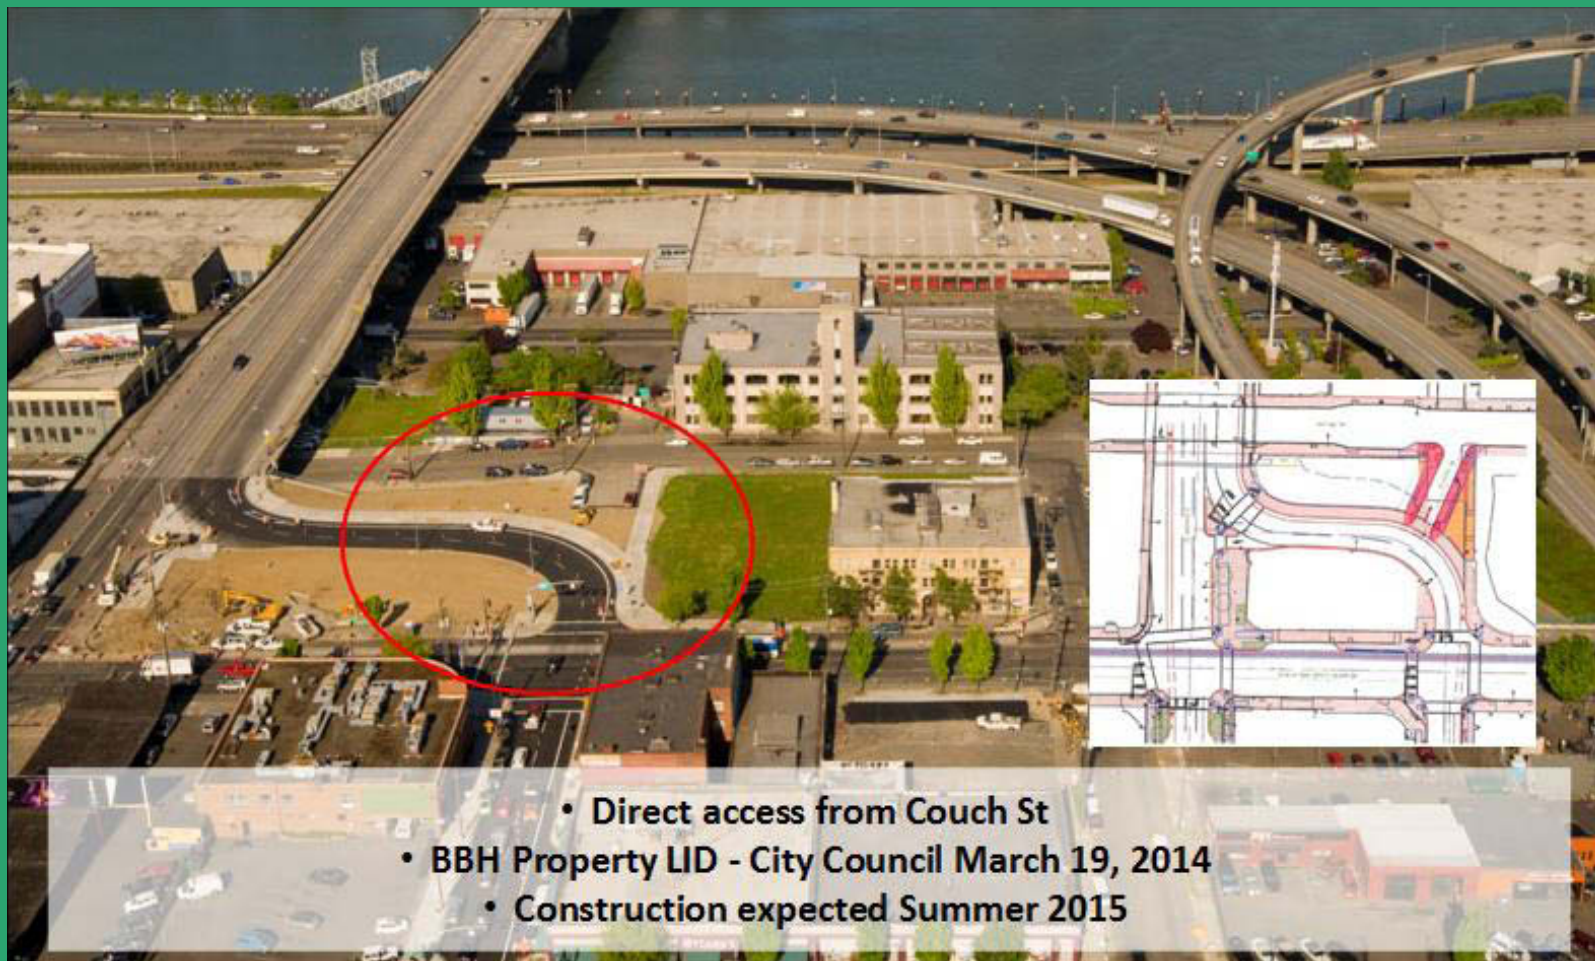 • Direct access from Couch St
• BBH Property LID - City Council March 19, 2014
• Construction expected Summer 2015